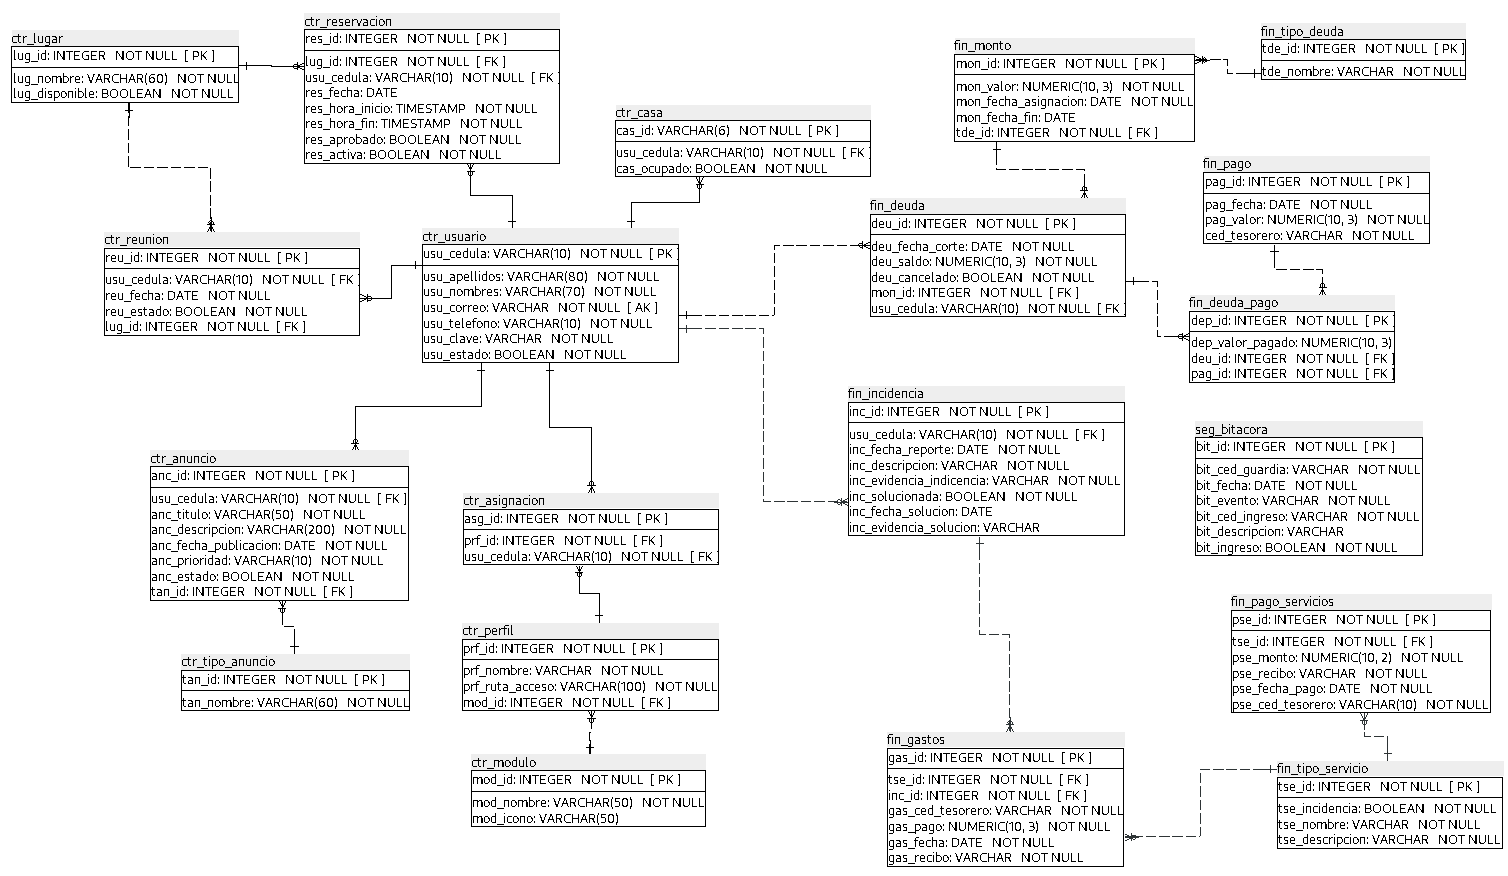 ctr_lugar
lug_id: INTEGER NOT NULL [ PK ]
lug_nombre: VARCHAR(60) NOT NULL
lug_disponible: BOOLEAN NOT NULL
ctr_reservacion
res_id: INTEGER NOT NULL [ PK ]
lug_id: INTEGER NOT NULL [ FK ]
usu_cedula: VARCHAR(10) NOT NULL [ FK ]
res_fecha: DATE
res_hora_inicio: TIMESTAMP NOT NULL
res_hora_fin: TIMESTAMP NOT NULL
res_aprobado: BOOLEAN NOT NULL
res_activa: BOOLEAN NOT NULL
ctr_casa
cas_id: VARCHAR(6) NOT NULL [ PK ]
usu_cedula: VARCHAR(10) NOT NULL [ FK ]
cas_ocupado: BOOLEAN NOT NULL
fin_monto
mon_id: INTEGER NOT NULL [ PK ]
mon_valor: NUMERIC(10, 3) NOT NULL
mon_fecha_asignacion: DATE NOT NULL
mon_fecha_fin: DATE
tde_id: INTEGER NOT NULL [ FK ]
fin_tipo_deuda
tde_id: INTEGER NOT NULL [ PK ]
tde_nombre: VARCHAR NOT NULL
fin_pago
pag_id: INTEGER NOT NULL [ PK ]
pag_fecha: DATE NOT NULL
pag_valor: NUMERIC(10, 3) NOT NULL
ced_tesorero: VARCHAR NOT NULL
ctr_reunion
reu_id: INTEGER NOT NULL [ PK ]
usu_cedula: VARCHAR(10) NOT NULL [ FK
reu_fecha: DATE NOT NULL
reu_estado: BOOLEAN NOT NULL
lug_id: INTEGER NOT NULL [ FK ]
ctr_usuario
usu_cedula: VARCHAR(10) NOT NULL [ PK ]
usu_apellidos: VARCHAR(80) NOT NULL
usu_nombres: VARCHAR(70) NOT NULL
usu_correo: VARCHAR NOT NULL [ AK ]
usu_telefono: VARCHAR(10) NOT NULL
usu_clave: VARCHAR NOT NULL
usu_estado: BOOLEAN NOT NULL
fin_deuda
deu_id: INTEGER NOT NULL [ PK ]
deu_fecha_corte: DATE NOT NULL
deu_saldo: NUMERIC(10, 3) NOT NULL
deu_cancelado: BOOLEAN NOT NULL
mon_id: INTEGER NOT NULL [ FK ]
usu_cedula: VARCHAR(10) NOT NULL [ FK ]
fin_deuda_pago
dep_id: INTEGER NOT NULL [ PK ]
dep_valor_pagado: NUMERIC(10, 3)
deu_id: INTEGER NOT NULL [ FK ]
pag_id: INTEGER NOT NULL [ FK ]
fin_incidencia
inc_id: INTEGER NOT NULL [ PK ]
usu_cedula: VARCHAR(10) NOT NULL [ FK ]
inc_fecha_reporte: DATE NOT NULL
inc_descripcion: VARCHAR NOT NULL
inc_evidencia_indicencia: VARCHAR NOT NULL
inc_solucionada: BOOLEAN NOT NULL
inc_fecha_solucion: DATE
inc_evidencia_solucion: VARCHAR
seg_bitacora
bit_id: INTEGER NOT NULL [ PK ]
bit_ced_guardia: VARCHAR NOT NULL
bit_fecha: DATE NOT NULL
bit_evento: VARCHAR NOT NULL
bit_ced_ingreso: VARCHAR NOT NULL
bit_descripcion: VARCHAR
bit_ingreso: BOOLEAN NOT NULL
ctr_anuncio
anc_id: INTEGER NOT NULL [ PK ]
usu_cedula: VARCHAR(10) NOT NULL [ FK ]
anc_titulo: VARCHAR(50) NOT NULL
anc_descripcion: VARCHAR(200) NOT NULL
anc_fecha_publicacion: DATE NOT NULL
anc_prioridad: VARCHAR(10) NOT NULL
anc_estado: BOOLEAN NOT NULL
tan_id: INTEGER NOT NULL [ FK ]
ctr_asignacion
asg_id: INTEGER NOT NULL [ PK ]
prf_id: INTEGER NOT NULL [ FK ]
usu_cedula: VARCHAR(10) NOT NULL [ FK ]
ctr_tipo_anuncio
tan_id: INTEGER NOT NULL [ PK ]
tan_nombre: VARCHAR(60) NOT NULL
ctr_perfil
prf_id: INTEGER NOT NULL [ PK ]
prf_nombre: VARCHAR NOT NULL
prf_ruta_acceso: VARCHAR(100) NOT NULL
mod_id: INTEGER NOT NULL [ FK ]
ctr_modulo
mod_id: INTEGER NOT NULL [ PK ]
mod_nombre: VARCHAR(50) NOT NULL
mod_icono: VARCHAR(50)
fin_pago_servicios
pse_id: INTEGER NOT NULL [ PK ]
tse_id: INTEGER NOT NULL [ FK ]
pse_monto: NUMERIC(10, 2) NOT NULL
pse_recibo: VARCHAR NOT NULL
pse_fecha_pago: DATE NOT NULL
pse_ced_tesorero: VARCHAR(10) NOT NULL
fin_gastos
gas_id: INTEGER NOT NULL [ PK ]
tse_id: INTEGER NOT NULL [ FK ]
inc_id: INTEGER NOT NULL [ FK ]
gas_ced_tesorero: VARCHAR NOT NULL
gas_pago: NUMERIC(10, 3) NOT NULL
gas_fecha: DATE NOT NULL
gas_recibo: VARCHAR NOT NULL
fin_tipo_servicio
tse_id: INTEGER NOT NULL [ PK ]
tse_incidencia: BOOLEAN NOT NULL
tse_nombre: VARCHAR NOT NULL
tse_descripcion: VARCHAR NOT NULL